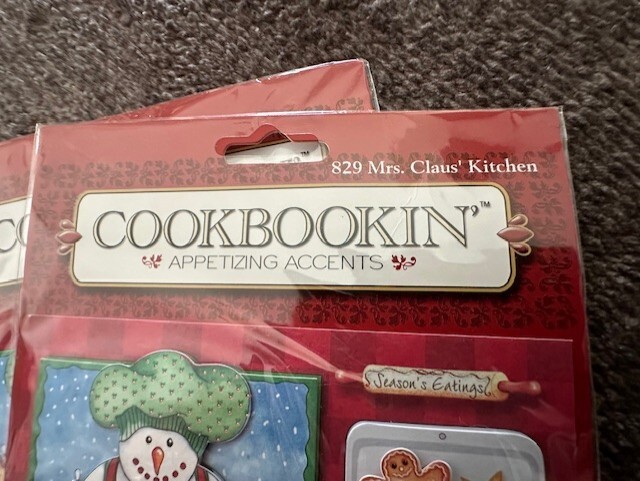 829 Mrs. Claus' Kitchen
COOKBOOKIN'™
APPETIZING ACCENTS
Season's Eatings